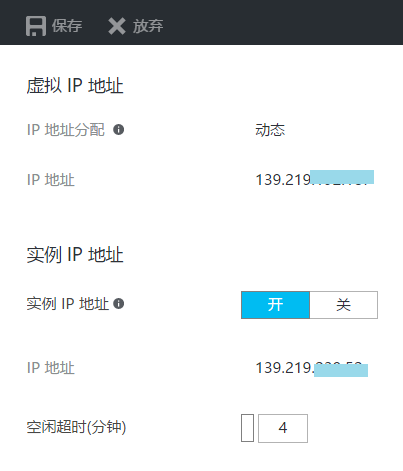 保存 放弃
虚拟 IP 地址
IP 地址分配 动态
IP 地址 139.219.
实例 IP 地址
实例 IP 地址 开 关
IP 地址 139.219.
空闲超时(分钟) 4